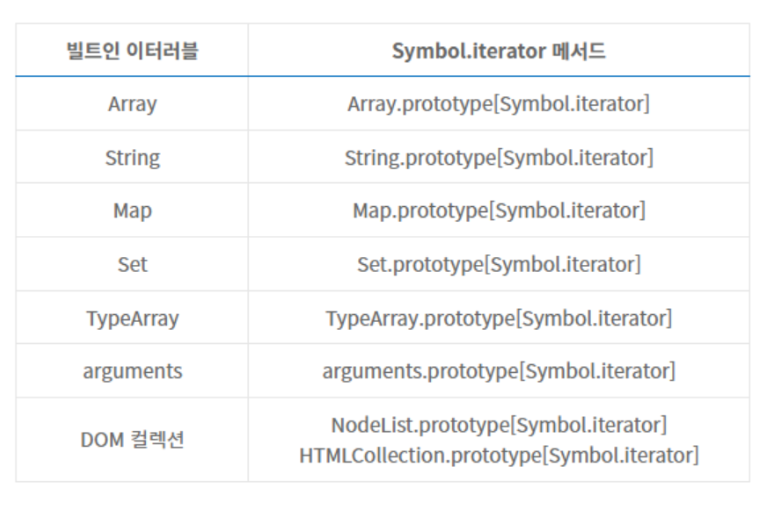 빌트인 이터러블 Symbol.iterator 메서드
Array Array.prototype[Symbol.iterator]
String String.prototype[Symbol.iterator]
Map Map.prototype[Symbol.iterator]
Set Set.prototype[Symbol.iterator]
TypeArray TypeArray.prototype[Symbol.iterator]
arguments arguments.prototype[Symbol.iterator]
DOM 컬렉션 NodeList.prototype[Symbol.iterator]
HTMLCollection.prototype[Symbol.iterator]